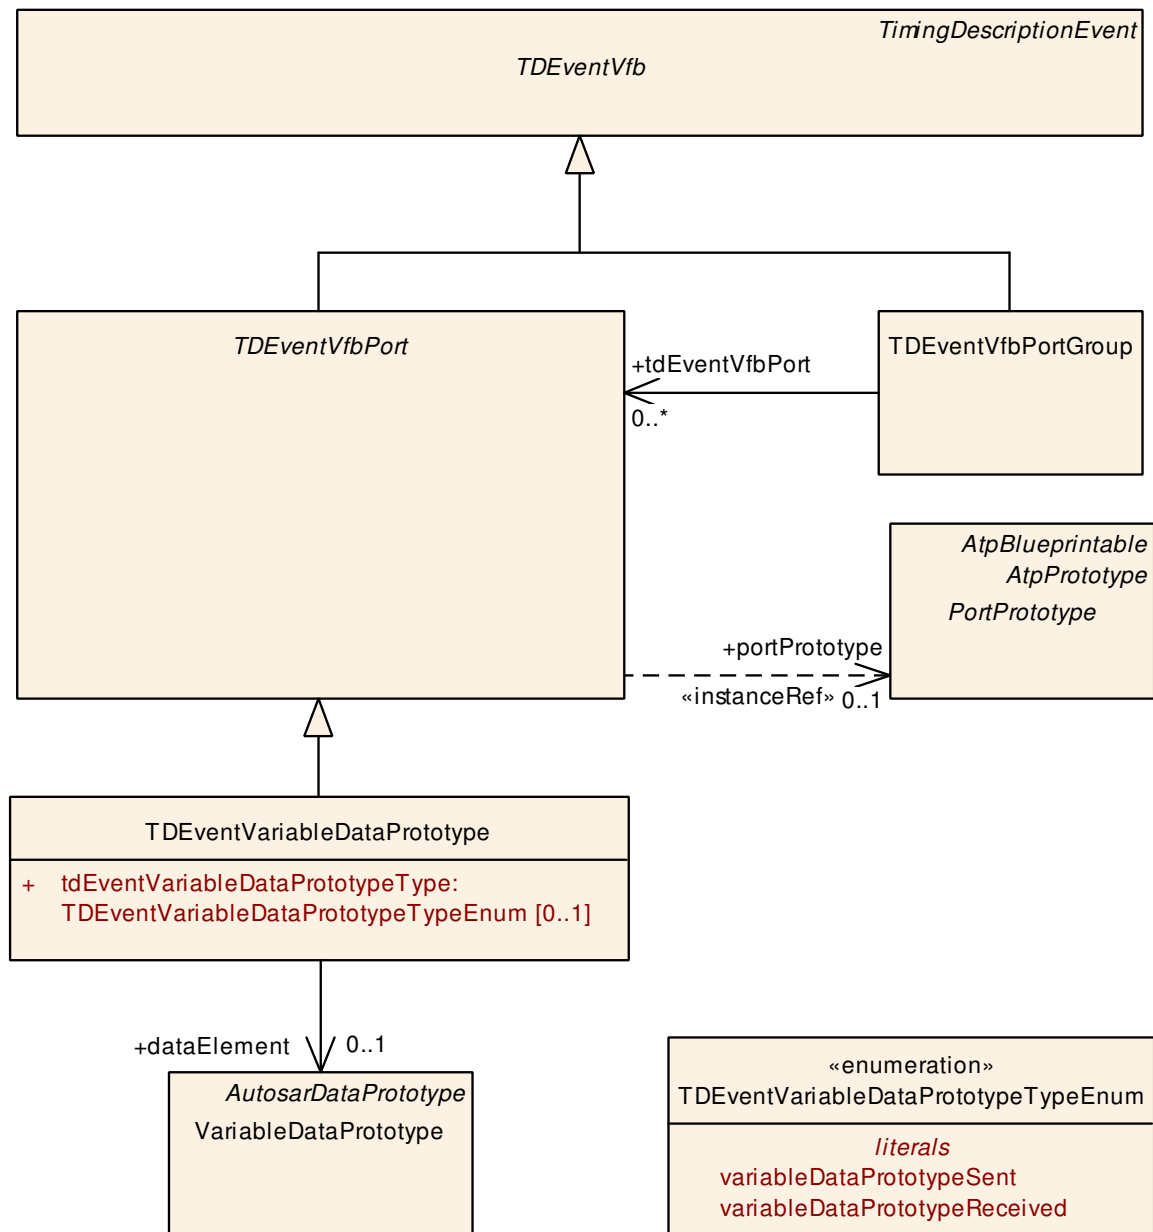 TimingDescriptionEvent
TDEventVfb
TDEventVfbPort
TDEventVfbPortGroup
+tdEventVfbPort
0..*
AtpBlueprintable
AtpPrototype
PortPrototype
+portPrototype
«instanceRef» 0..1
TDEventVariableDataPrototype
+ tdEventVariableDataPrototypeType:
TDEventVariableDataPrototypeTypeEnum [0..1]
+dataElement 0..1
AutosarDataPrototype
VariableDataPrototype
«enumeration»
TDEventVariableDataPrototypeTypeEnum
literals
variableDataPrototypeSent
variableDataPrototypeReceived